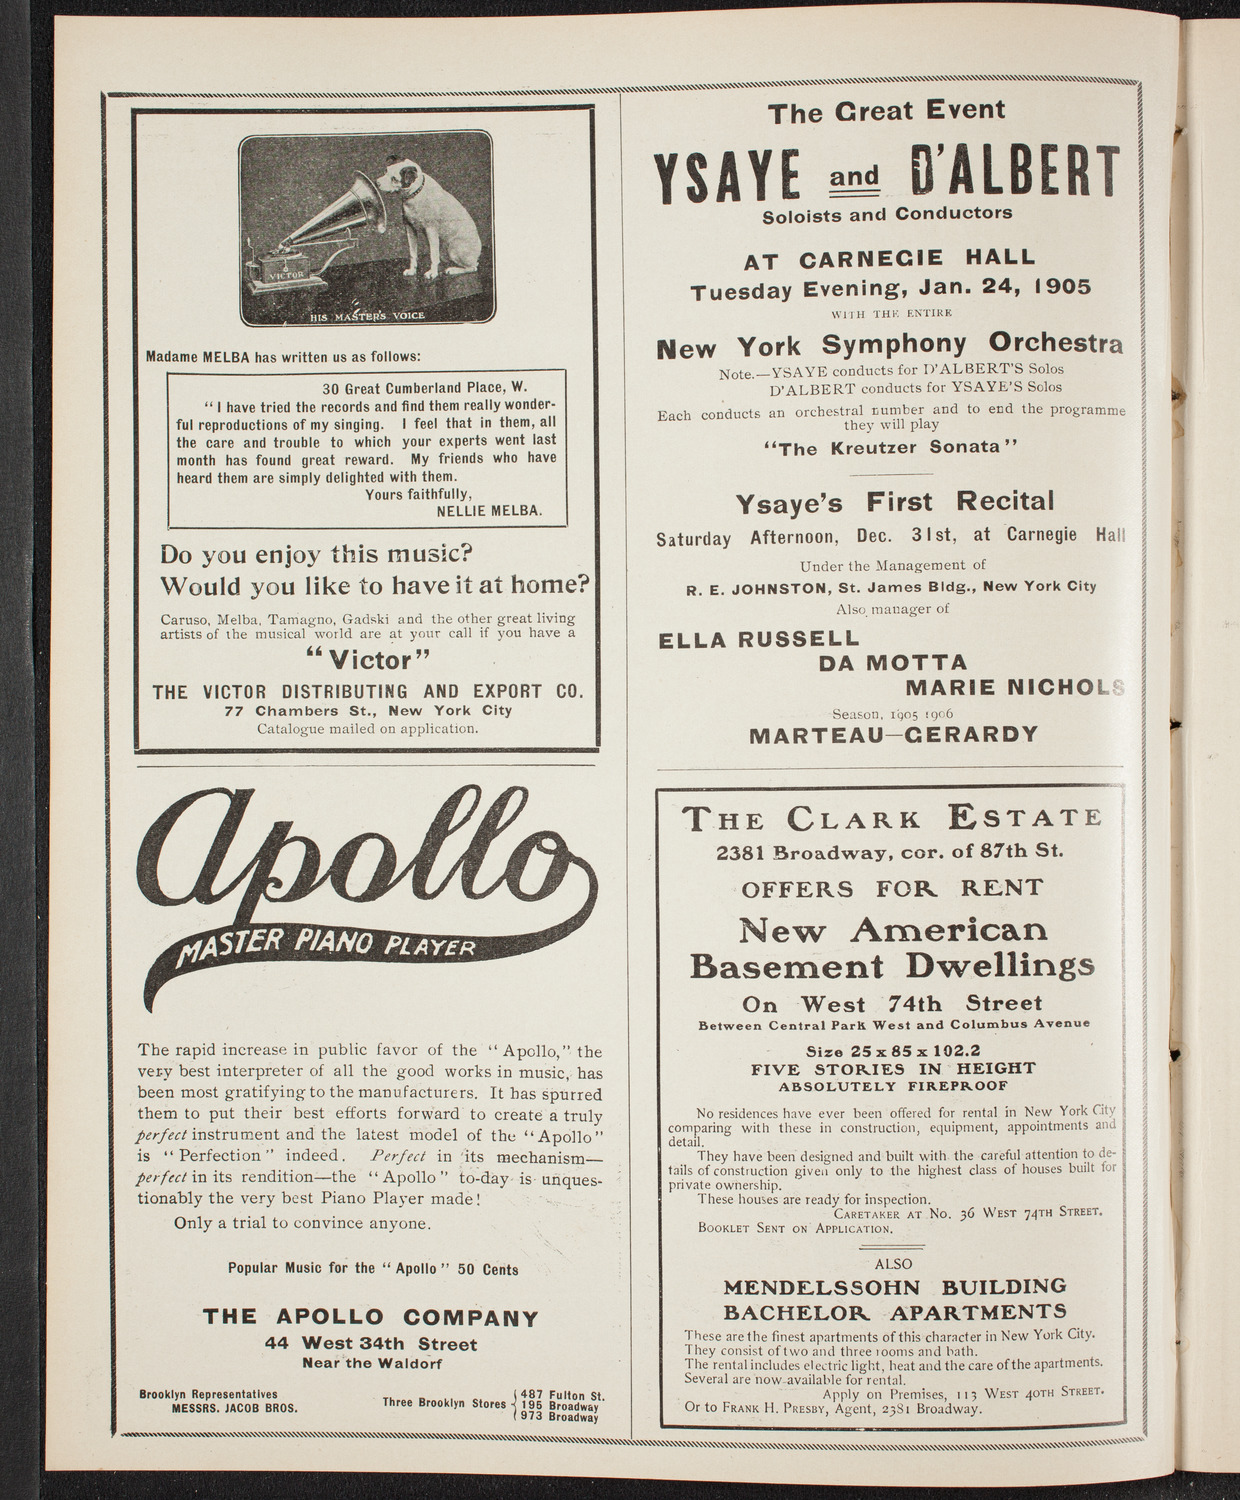 VICTOR
HIS MASTER'S VOICE
Madame MELBA has written us as follows:
30 Great Cumberland Place, W.
"I have tried the records and find them really wonder-
ful reproductions of my singing. I feel that in them, all
the care and trouble to which your experts went last
month has found great reward. My friends who have
heard them are simply delighted with them.
Yours faithfully,
NELLIE MELBA.
Do you enjoy this music?
Would you like to have it at home?
Caruso, Melba, Tamagno, Gadski and the other great living
artists of the musical world are at your call if you have a
"Victor"
THE VICTOR DISTRIBUTING AND EXPORT CO.
77 Chambers St., New York City
Catalogue mailed on application.
Apollo
MASTER PIANO PLAYER
The rapid increase in public favor of the "Apollo," the
very best interpreter of all the good works in music, has
been most gratifying to the manufacturers. It has spurred
them to put their best efforts forward to create a truly
perfect instrument and the latest model of the "Apollo"
is "Perfection" indeed. Perfect in its mechanism—
perfect in its rendition—the "Apollo" to-day is unques-
tionably the very best Piano Player made!
Only a trial to convince anyone.
Popular Music for the "Apollo" 50 Cents
THE APOLLO COMPANY
44 West 34th Street
Near the Waldorf
Brooklyn Representatives
MESSRS. JACOB BROS.
Three Brooklyn Stores
487 Fulton St.
195 Broadway
973 Broadway
The Great Event
YSAYE and D'ALBERT
Soloists and Conductors
AT CARNEGIE HALL
Tuesday Evening, Jan. 24, 1905
WITH THE ENTIRE
New York Symphony Orchestra
Note.—YSAYE conducts for D'ALBERT'S Solos
D'ALBERT conducts for YSAYE'S Solos
Each conducts an orchestral number and to end the programme
they will play
"The Kreutzer Sonata"
Ysaye's First Recital
Saturday Afternoon, Dec. 31st, at Carnegie Hall
Under the Management of
R. E. JOHNSTON, St. James Bldg., New York City
Also manager of
ELLA RUSSELL
DA MOTTA
MARIE NICHOLS
Season, 1905 1906
MARTEAU—GERARDY
THE CLARK ESTATE
2381 Broadway, cor. of 87th St.
OFFERS FOR RENT
New American
Basement Dwellings
On West 74th Street
Between Central Park West and Columbus Avenue
Size 25 x 85 x 102.2
FIVE STORIES IN HEIGHT
ABSOLUTELY FIREPROOF
No residences have ever been offered for rental in New York City
comparing with these in construction, equipment, appointments and
detail.
They have been designed and built with the careful attention to de-
tails of construction given only to the highest class of houses built for
private ownership.
These houses are ready for inspection.
CARETAKER AT NO. 36 WEST 74TH STREET.
BOOKLET SENT ON APPLICATION.
ALSO
MENDELSSOHN BUILDING
BACHELOR APARTMENTS
These are the finest apartments of this character in New York City.
They consist of two and three rooms and bath.
The rental includes electric light, heat and the care of the apartments.
Several are now available for rental.
Apply on Premises, 113 WEST 40TH STREET.
Or to FRANK H. PRESBY, Agent, 2381 Broadway.